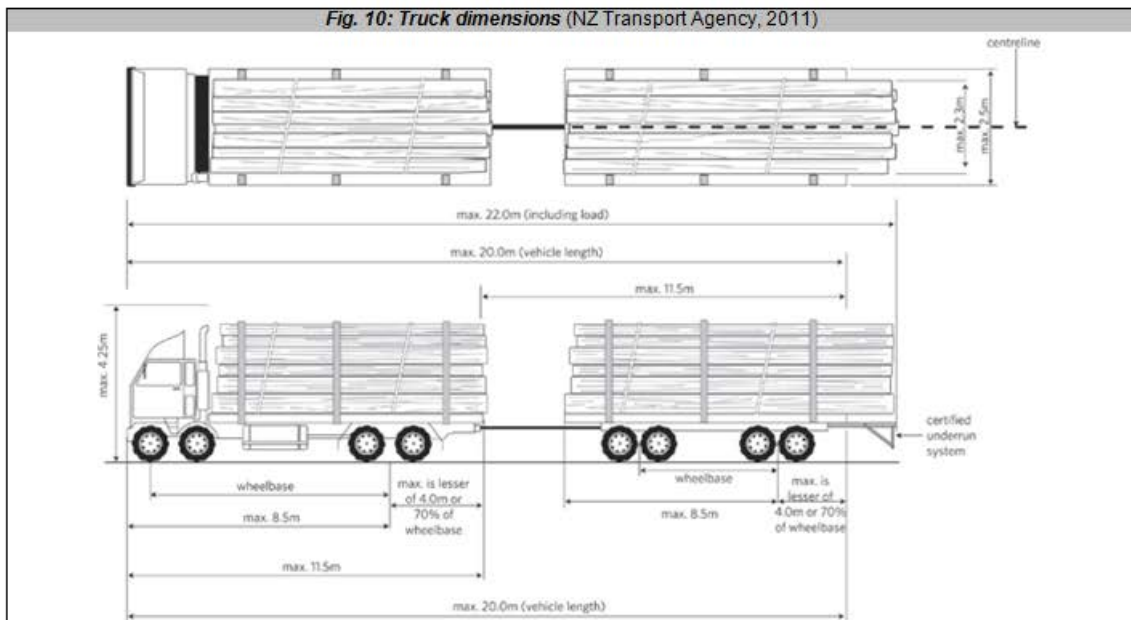 Fig. 10: Truck dimensions (NZ Transport Agency, 2011)
centreline
max. 2.3m
max. 2.5m
max. 22.0m (including load)
max. 20.0m (vehicle length)
max. 11.5m
max. 4.25m
certified
underrun
system
wheelbase
max. is lesser
of 4.0m or
70% of
wheelbase
max. 8.5m
wheelbase
max. 8.5m
max. is
lesser of
4.0m or 70%
of wheelbase
max. 11.5m
max. 20.0m (vehicle length)